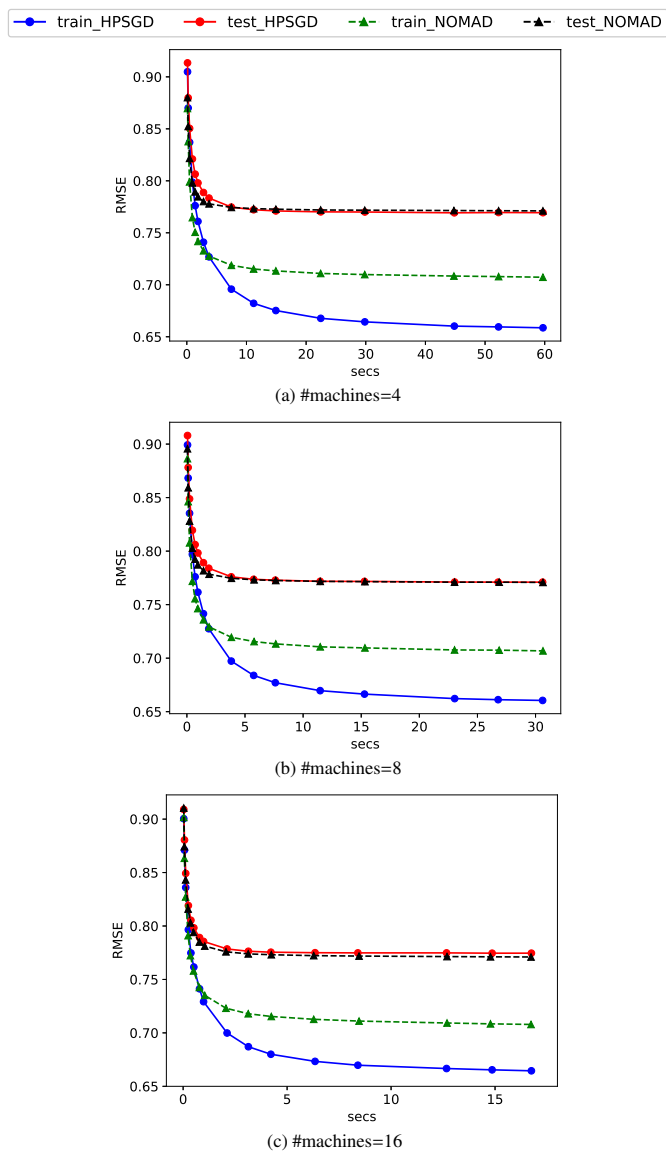 train_HPSGD test_HPSGD train_NOMAD test_NOMAD
0.90
0.85
0.80
0.75
0.70
0.65
RMSE
0 10 20 30 40 50 60
secs
(a) #machines=4
0.90
0.85
0.80
0.75
0.70
0.65
RMSE
0 5 10 15 20 25 30
secs
(b) #machines=8
0.90
0.85
0.80
0.75
0.70
0.65
RMSE
0 5 10 15
secs
(c) #machines=16